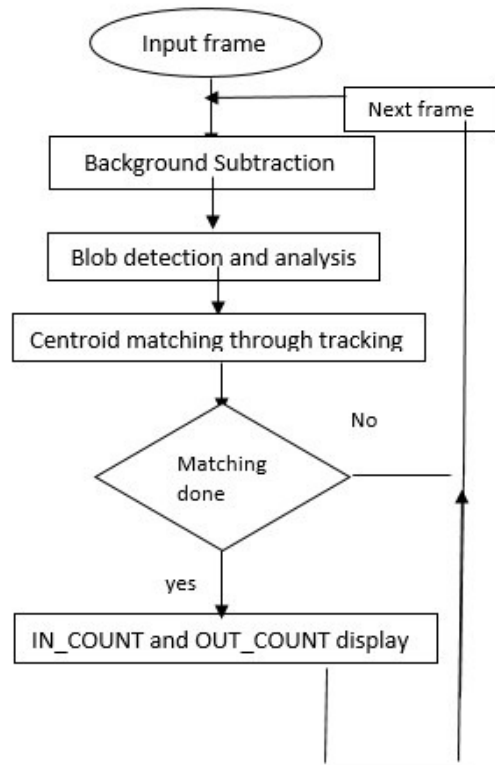 Input frame
Next frame
Background Subtraction
Blob detection and analysis
Centroid matching through tracking
No
Matching
done
yes
IN_COUNT and OUT_COUNT display